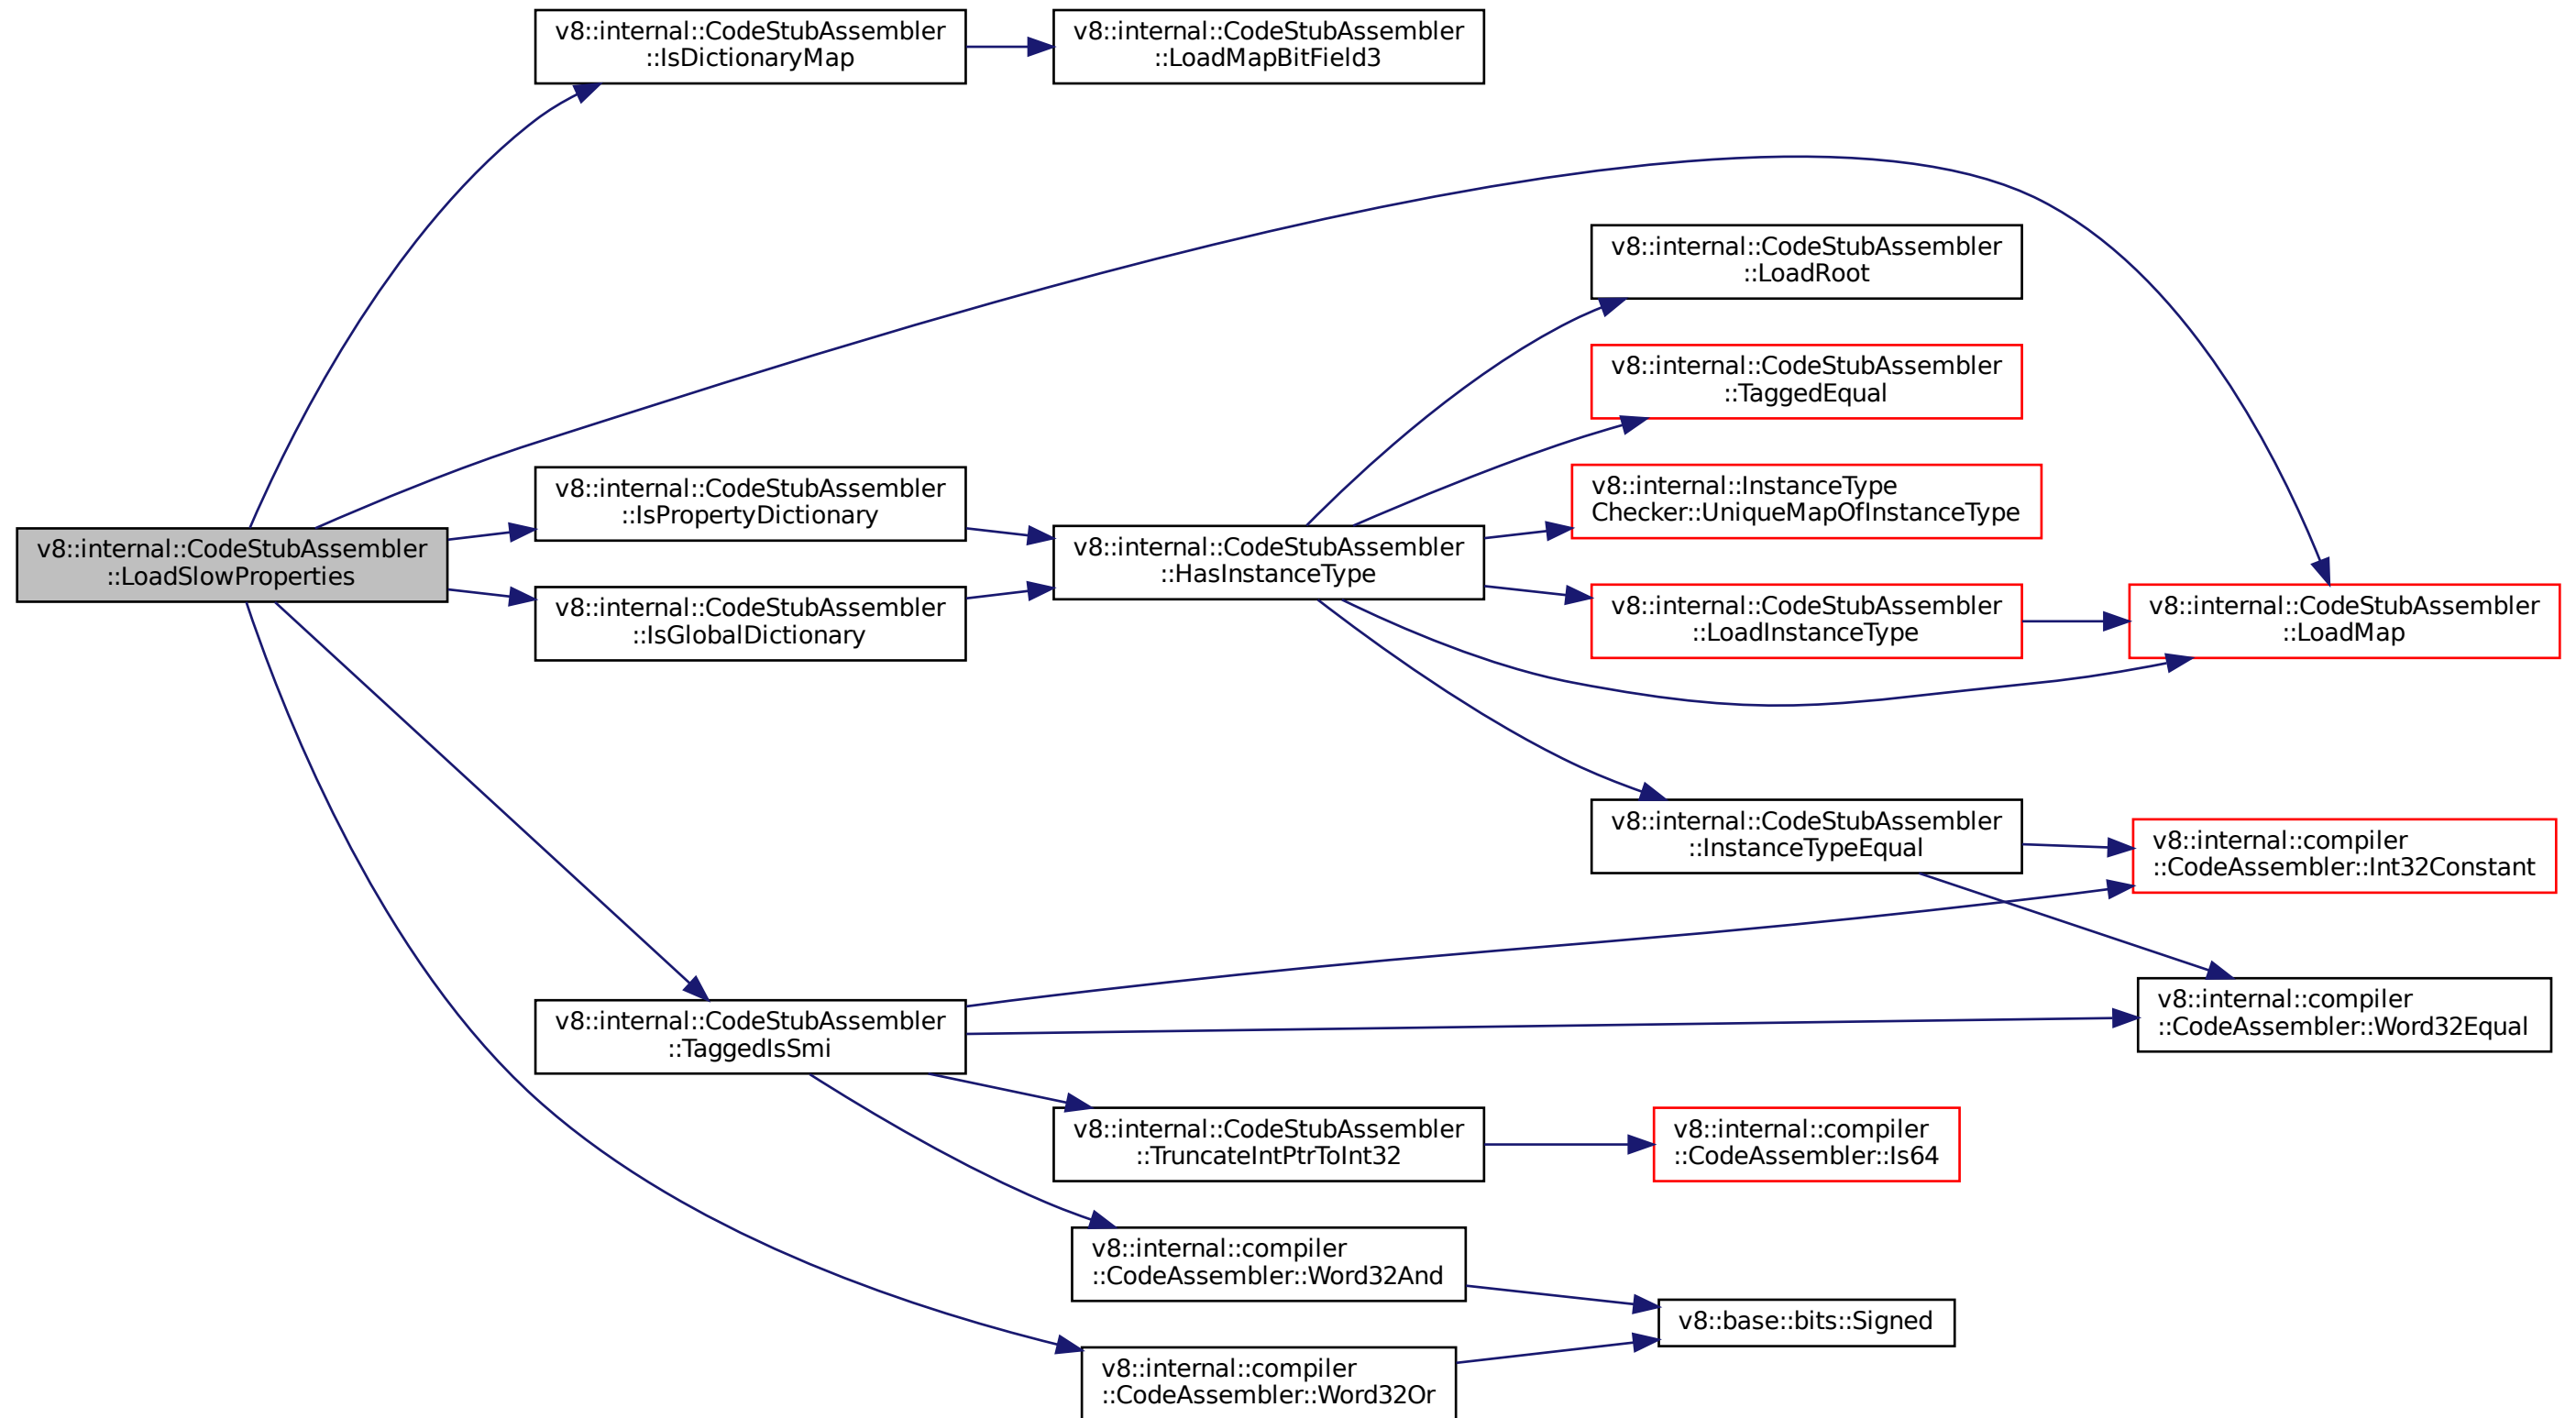 v8::internal::CodeStubAssembler
::LoadSlowProperties
v8::internal::CodeStubAssembler
::IsDictionaryMap
v8::internal::CodeStubAssembler
::LoadMapBitField3
v8::internal::CodeStubAssembler
::IsPropertyDictionary
v8::internal::CodeStubAssembler
::IsGlobalDictionary
v8::internal::CodeStubAssembler
::HasInstanceType
v8::internal::CodeStubAssembler
::LoadRoot
v8::internal::CodeStubAssembler
::TaggedEqual
v8::internal::InstanceType
Checker::UniqueMapOfInstanceType
v8::internal::CodeStubAssembler
::LoadInstanceType
v8::internal::CodeStubAssembler
::LoadMap
v8::internal::CodeStubAssembler
::InstanceTypeEqual
v8::internal::compiler
::CodeAssembler::Int32Constant
v8::internal::compiler
::CodeAssembler::Word32Equal
v8::internal::CodeStubAssembler
::TaggedIsSmi
v8::internal::CodeStubAssembler
::TruncateIntPtrToInt32
v8::internal::compiler
::CodeAssembler::Is64
v8::internal::compiler
::CodeAssembler::Word32And
v8::base::bits::Signed
v8::internal::compiler
::CodeAssembler::Word32Or